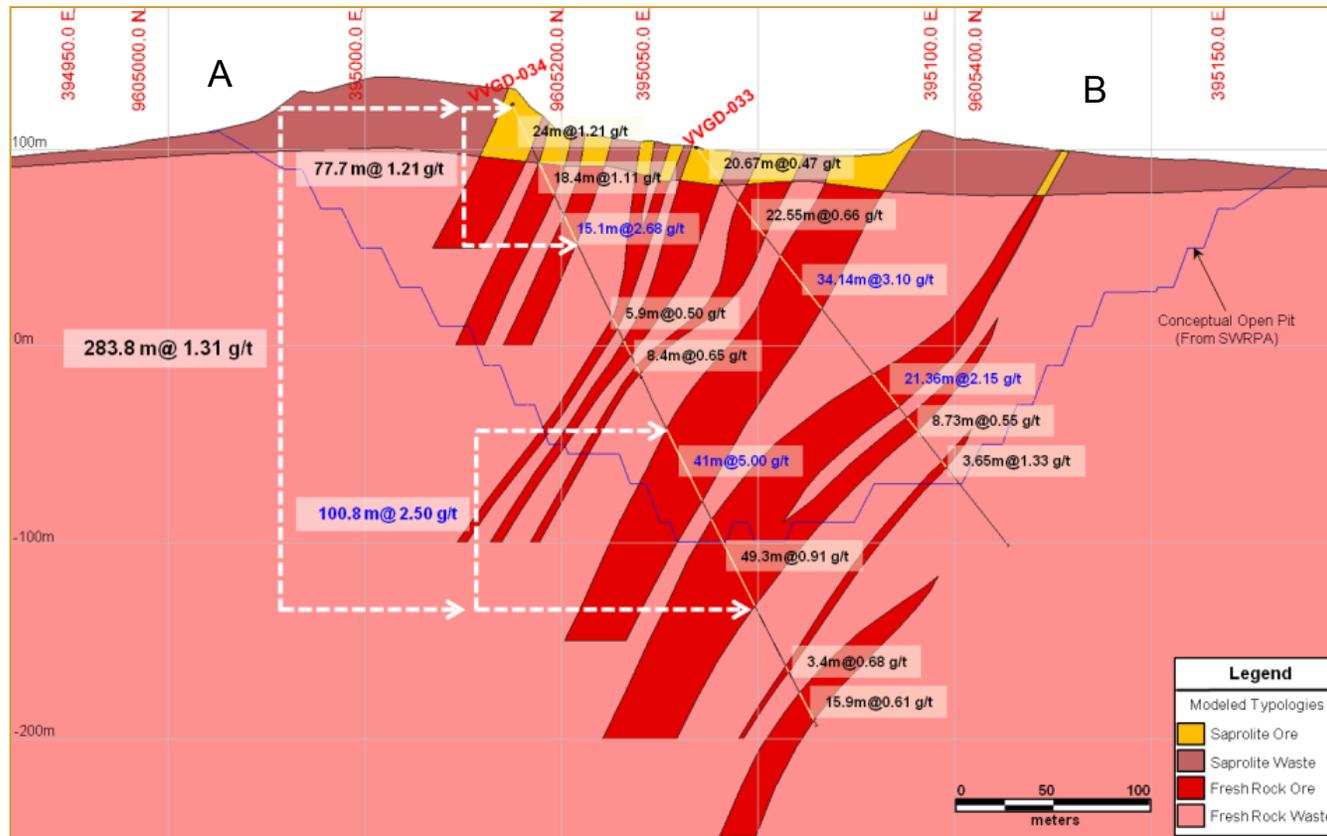 394950.0 E
9605000.0 N
395000.0 E
9605200.0 N
395050.0 E
395100.0 E
9605400.0 N
395150.0 E
A
B
VVGD-034
VVGD-033
100m
0m
-100m
-200m
24m@1.21 g/t
18.4m@1.11 g/t
15.1m@2.68 g/t
5.9m@0.50 g/t
8.4m@0.65 g/t
41m@5.00 g/t
49.3m@0.91 g/t
3.4m@0.68 g/t
15.9m@0.61 g/t
20.67m@0.47 g/t
22.55m@0.66 g/t
34.14m@3.10 g/t
21.36m@2.15 g/t
8.73m@0.55 g/t
3.65m@1.33 g/t
77.7 m@ 1.21 g/t
283.8 m@ 1.31 g/t
100.8 m@ 2.50 g/t
Conceptual Open Pit
(From SWRPA)
Legend
Modeled Typologies
Saprolite Ore
Saprolite Waste
Fresh Rock Ore
Fresh Rock Waste
0 50 100
meters